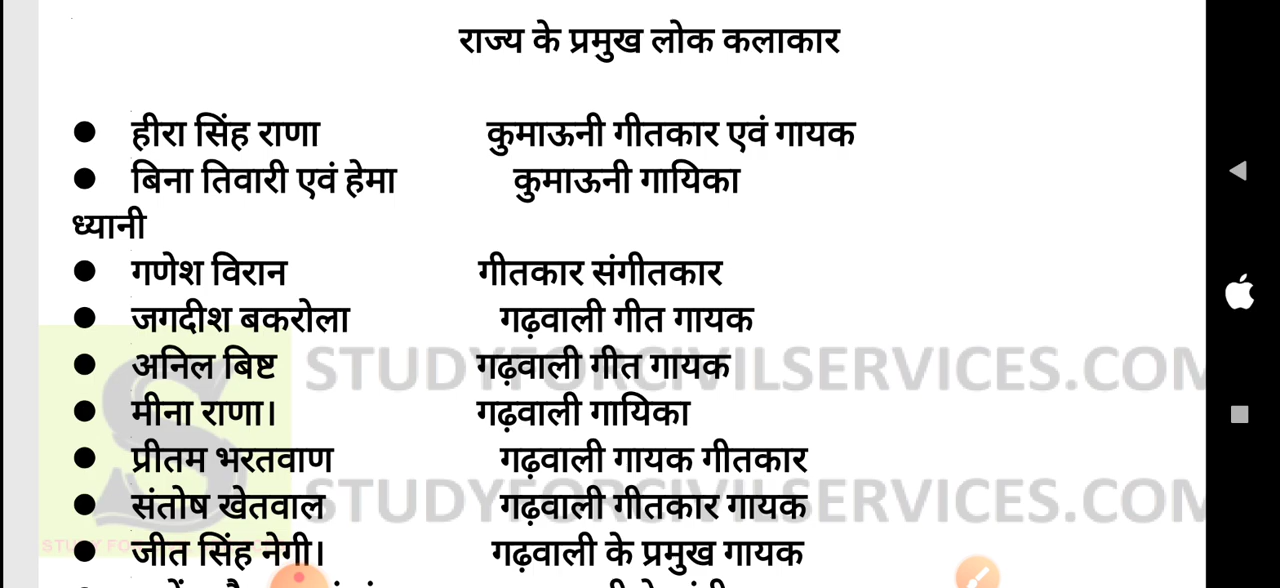 राज्य के प्रमुख लोक कलाकार
● हीरा सिंह राणा कुमाऊनी गीतकार एवं गायक
● बिना तिवारी एवं हेमा कुमाऊनी गायिका
ध्यानी
● गणेश विरान गीतकार संगीतकार
● जगदीश बकरोला गढ़वाली गीत गायक
● अनिल बिष्ट गढ़वाली गीत गायक
STUDYFORCIVILSERVICES.COM
● मीना राणा। गढ़वाली गायिका
● प्रीतम भरतवाण गढ़वाली गायक गीतकार
● संतोष खेतवाल गढ़वाली गीतकार गायक
STUDYFORCIVILSERVICES.COM
● जीत सिंह नेगी। गढ़वाली के प्रमुख गायक